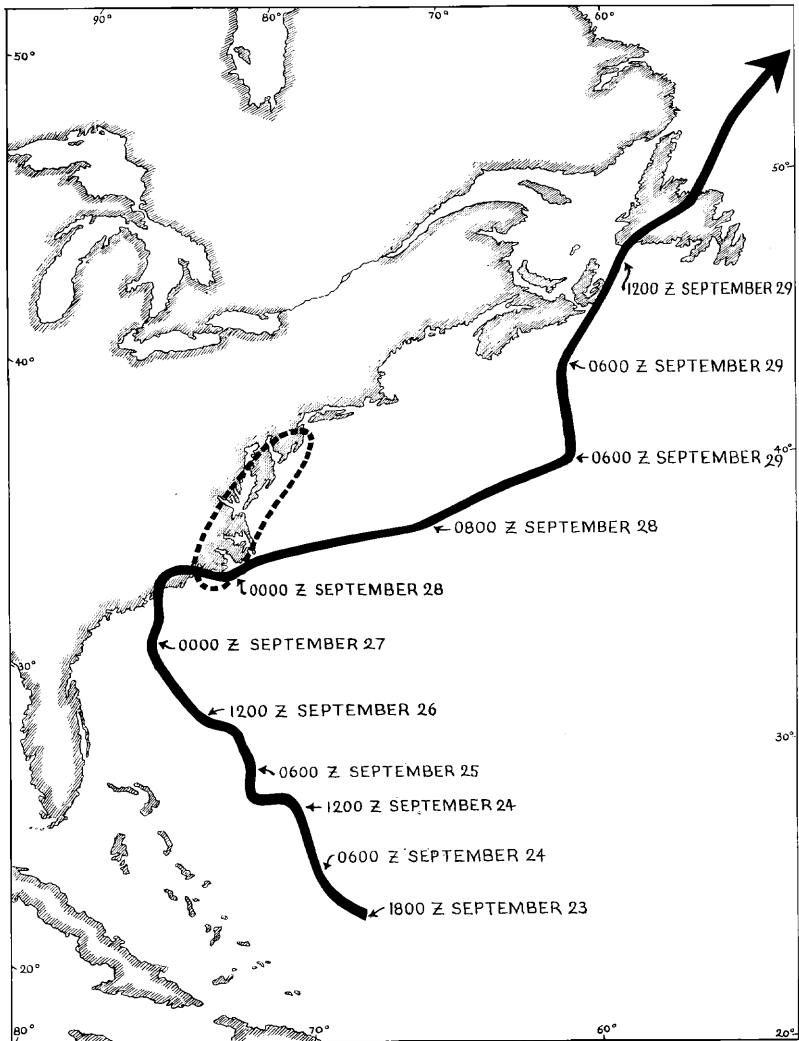 90°
80°
70°
60°
50°
50°
1200 Z SEPTEMBER 29
40°
0600 Z SEPTEMBER 29
40°
0600 Z SEPTEMBER 29
0800 Z SEPTEMBER 28
0000 Z SEPTEMBER 28
0000 Z SEPTEMBER 27
30°
1200 Z SEPTEMBER 26
30°
0600 Z SEPTEMBER 25
1200 Z SEPTEMBER 24
0600 Z SEPTEMBER 24
1800 Z SEPTEMBER 23
20°
80°
70°
60°
20°